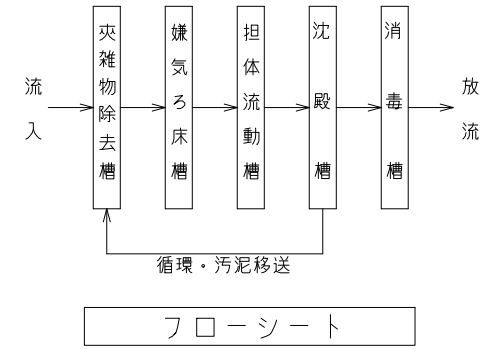 流入
夾雑物除去槽
嫌気ろ床槽
担体流動槽
沈殿槽
消毒槽
放流
循環・汚泥移送
フローシート